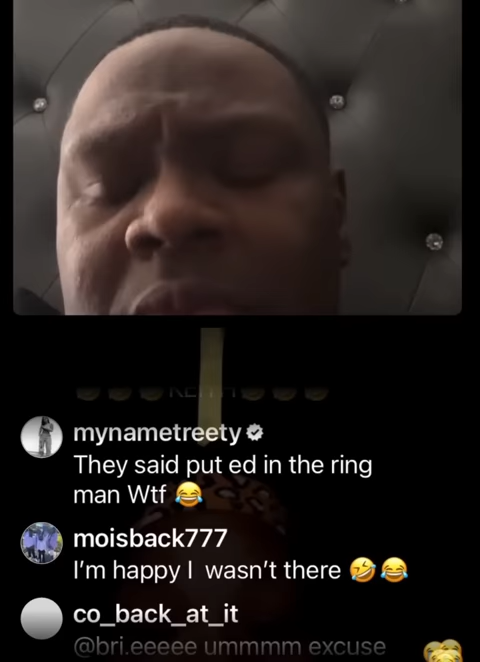 mynametreety
They said put ed in the ring
man Wtf 😂
moisback777
I’m happy I wasn’t there 🤣😂
co_back_at_it
@bri.eeeee ummmm excuse